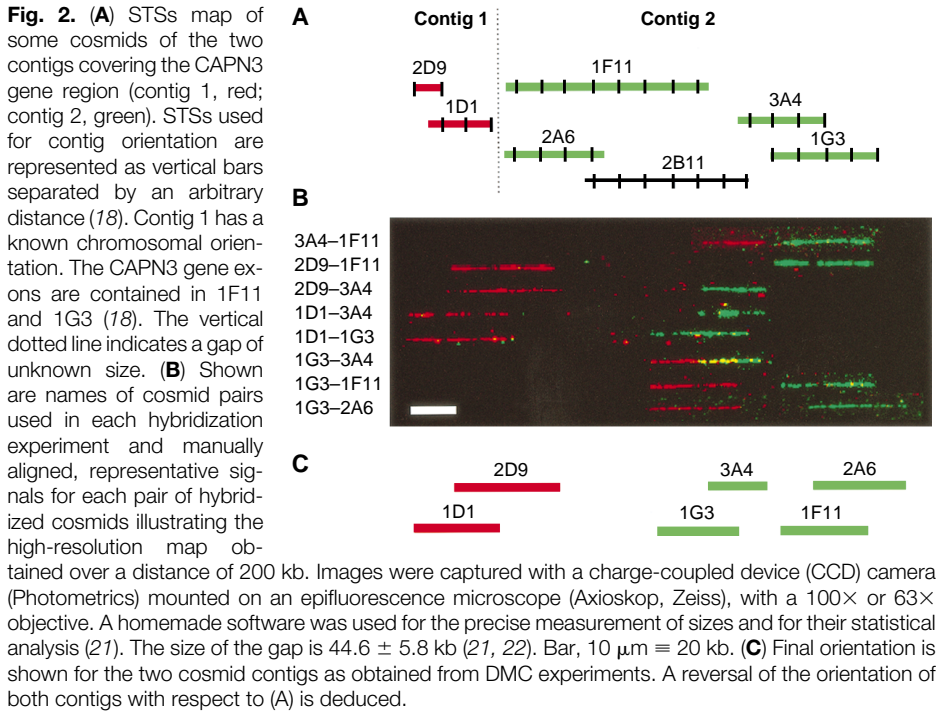 Fig. 2. (A) STSs map of
some cosmids of the two
contigs covering the CAPN3
gene region (contig 1, red;
contig 2, green). STSs used
for contig orientation are
represented as vertical bars
separated by an arbitrary
distance (18). Contig 1 has a
known chromosomal orien-
tation. The CAPN3 gene ex-
ons are contained in 1F11
and 1G3 (18). The vertical
dotted line indicates a gap of
unknown size. (B) Shown
are names of cosmid pairs
used in each hybridization
experiment and manually
aligned, representative sig-
nals for each pair of hybrid-
ized cosmids illustrating the
high-resolution map ob-
tained over a distance of 200 kb. Images were captured with a charge-coupled device (CCD) camera
(Photometrics) mounted on an epifluorescence microscope (Axioskop, Zeiss), with a 100× or 63×
objective. A homemade software was used for the precise measurement of sizes and for their statistical
analysis (21). The size of the gap is 44.6 ± 5.8 kb (21, 22). Bar, 10 μm ≡ 20 kb. (C) Final orientation is
shown for the two cosmid contigs as obtained from DMC experiments. A reversal of the orientation of
both contigs with respect to (A) is deduced.
A
Contig 1
Contig 2
2D9
1F11
1D1
3A4
2A6
1G3
2B11
B
3A4–1F11
2D9–1F11
2D9–3A4
1D1–3A4
1D1–1G3
1G3–3A4
1G3–1F11
1G3–2A6
C
2D9
3A4
2A6
1D1
1G3
1F11